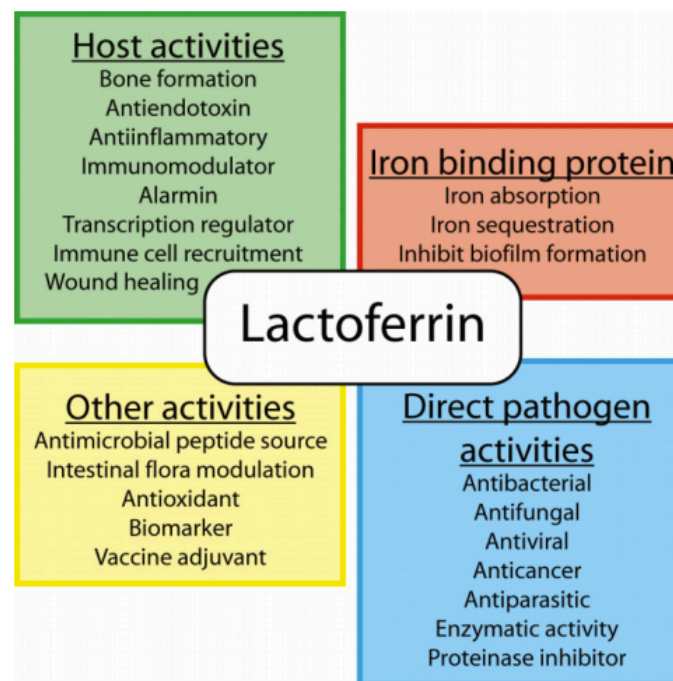 Host activities
Bone formation
Antiendotoxin
Antiinflammatory
Immunomodulator
Alarmin
Transcription regulator
Immune cell recruitment
Wound healing
Iron binding protein
Iron absorption
Iron sequestration
Inhibit biofilm formation
Lactoferrin
Other activities
Antimicrobial peptide source
Intestinal flora modulation
Antioxidant
Biomarker
Vaccine adjuvant
Direct pathogen
activities
Antibacterial
Antifungal
Antiviral
Anticancer
Antiparasitic
Enzymatic activity
Proteinase inhibitor